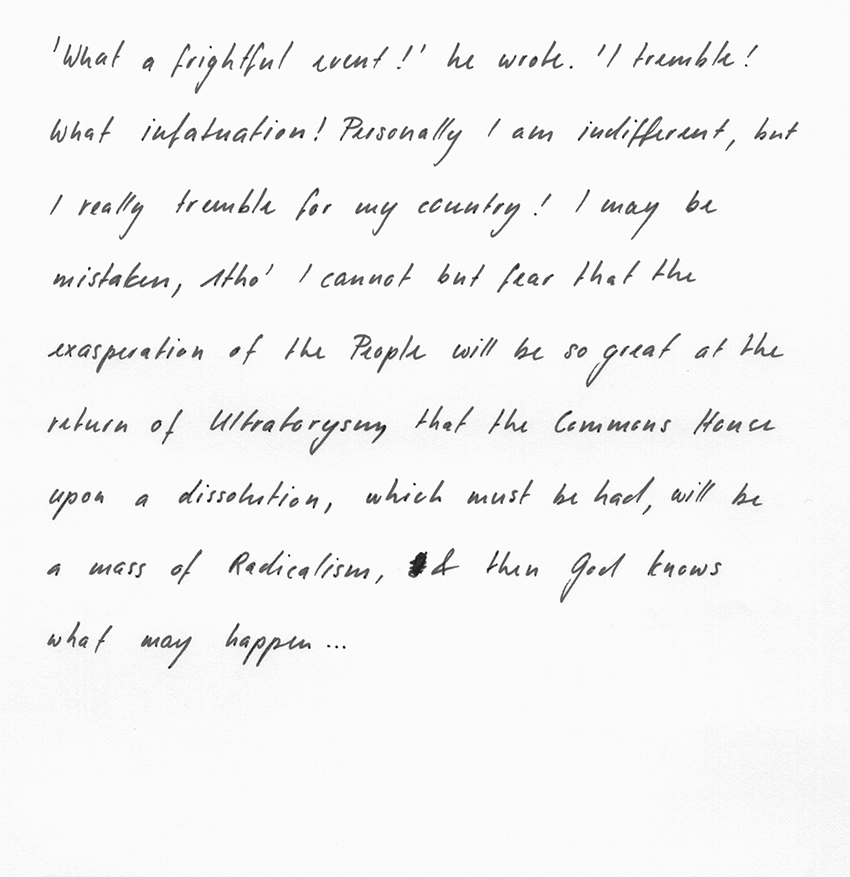 'What a frightful event!' he wrote. 'I tremble!
What infatuation! Personally I am indifferent, but
I really tremble for my country! I may be
mistaken, Atho' I cannot but fear that the
exasperation of the People will be so great at the
return of Ultratorysm that the Commons House
upon a dissolution, which must be had, will be
a mass of Radicalism, & then God knows
what may happen...